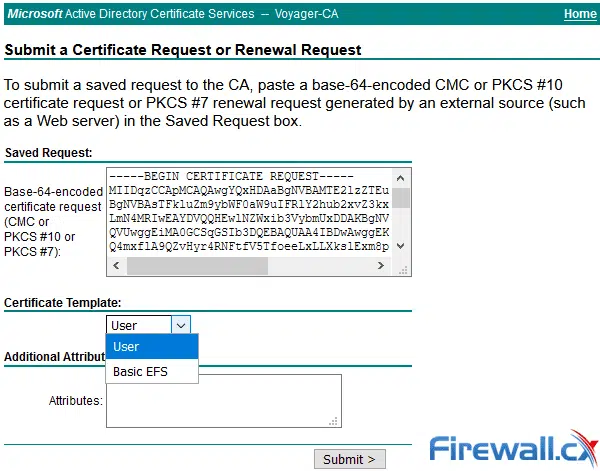 Microsoft Active Directory Certificate Services -- Voyager-CA Home
Submit a Certificate Request or Renewal Request
To submit a saved request to the CA, paste a base-64-encoded CMC or PKCS #10
certificate request or PKCS #7 renewal request generated by an external source (such
as a Web server) in the Saved Request box.
Saved Request:
Base-64-encoded
certificate request
(CMC or
PKCS #10 or
PKCS #7):
-----BEGIN CERTIFICATE REQUEST-----
MIIDqzCCApMCAQAwgYQxHDAaBgNVBAMTE2lzZTEu
BgNVBAsTFkluZm9ybWF0aW9uIFRlY2hub2xvZ3kx
LmN4MRIwEAYDVQQHEwlNZWxib3VybmUxDDAKBgNV
QVUwggEiMA0GCSqGSIb3DQEBAQUAA4IBDwAwggEK
Q4mxflA9QZvHyr4RNFtfV5TfoeeLxLLXkslExm8p
Certificate Template:
User
User
Basic EFS
Additional Attribut
Attributes:
Submit >
Firewall.cx